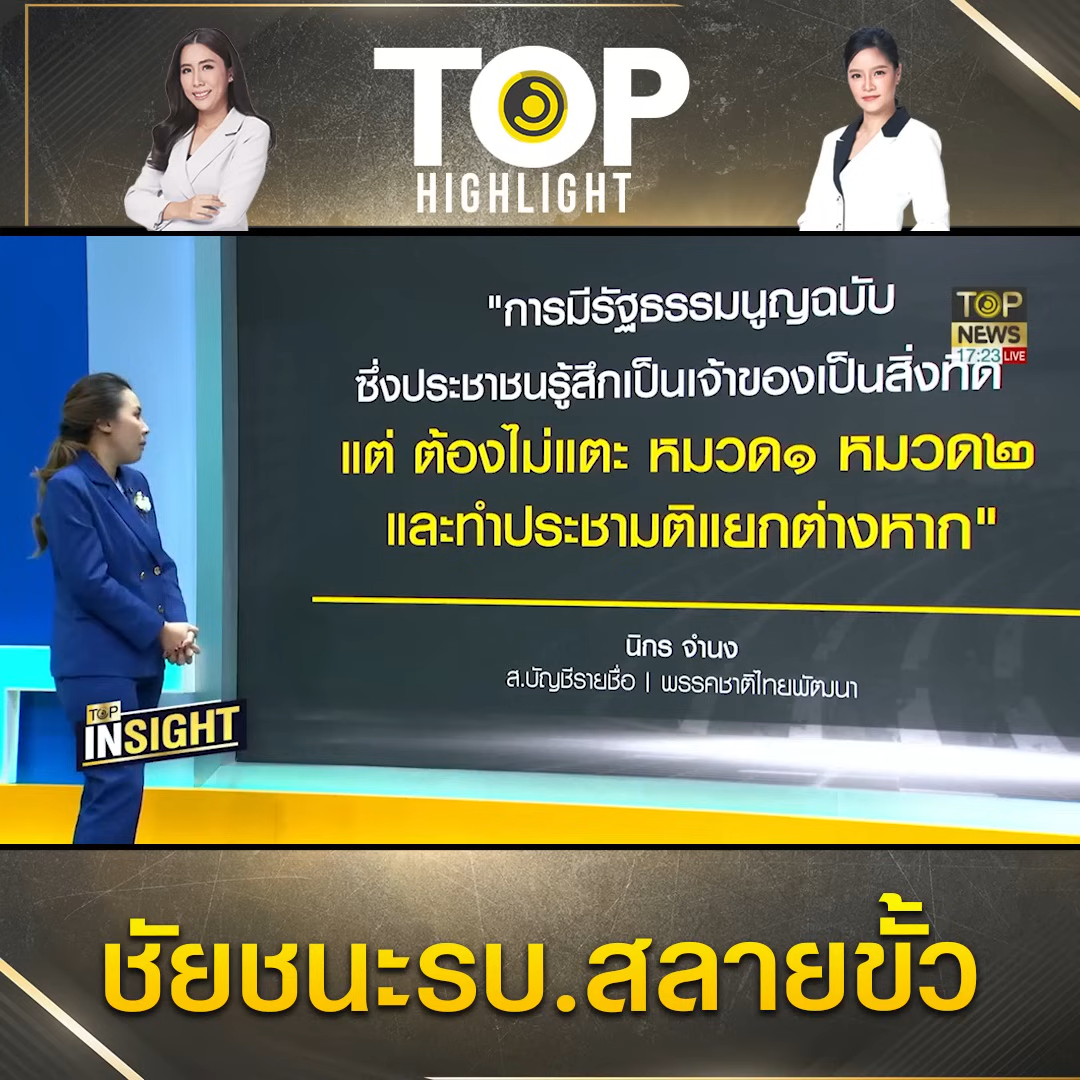 TOP
HIGHLIGHT
"การมีรัฐธรรมนูญฉบับ
ซึ่งประชาชนรู้สึกเป็นเจ้าของเป็นสิ่งที่ดี
แต่ ต้องไม่แตะ หมวด๑ หมวด๒
และทำประชามติแยกต่างหาก"
นิกร จำนง
ส.บัญชีรายชื่อ | พรรคชาติไทยพัฒนา
TOP
NEWS
17:23 LIVE
TOP
INSIGHT
ชัยชนะรบ.สลายขั้ว